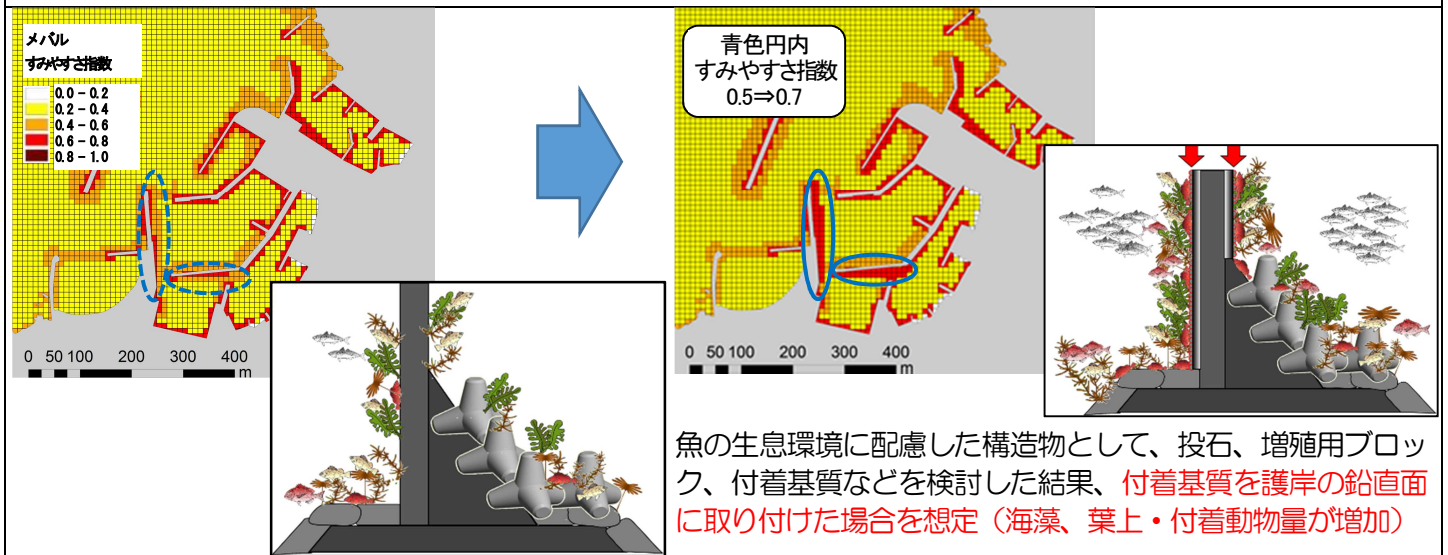 メバル
すみやすさ指数
0.0 – 0.2
0.2 – 0.4
0.4 – 0.6
0.6 – 0.8
0.8 – 1.0
0 50 100 200 300 400
m
青色円内
すみやすさ指数
0.5⇒0.7
0 50 100 200 300 400
m
魚の生息環境に配慮した構造物として、投石、増殖用ブロッ
ク、付着基質などを検討した結果、付着基質を護岸の鉛直面
に取り付けた場合を想定（海藻、葉上・付着動物量が増加）